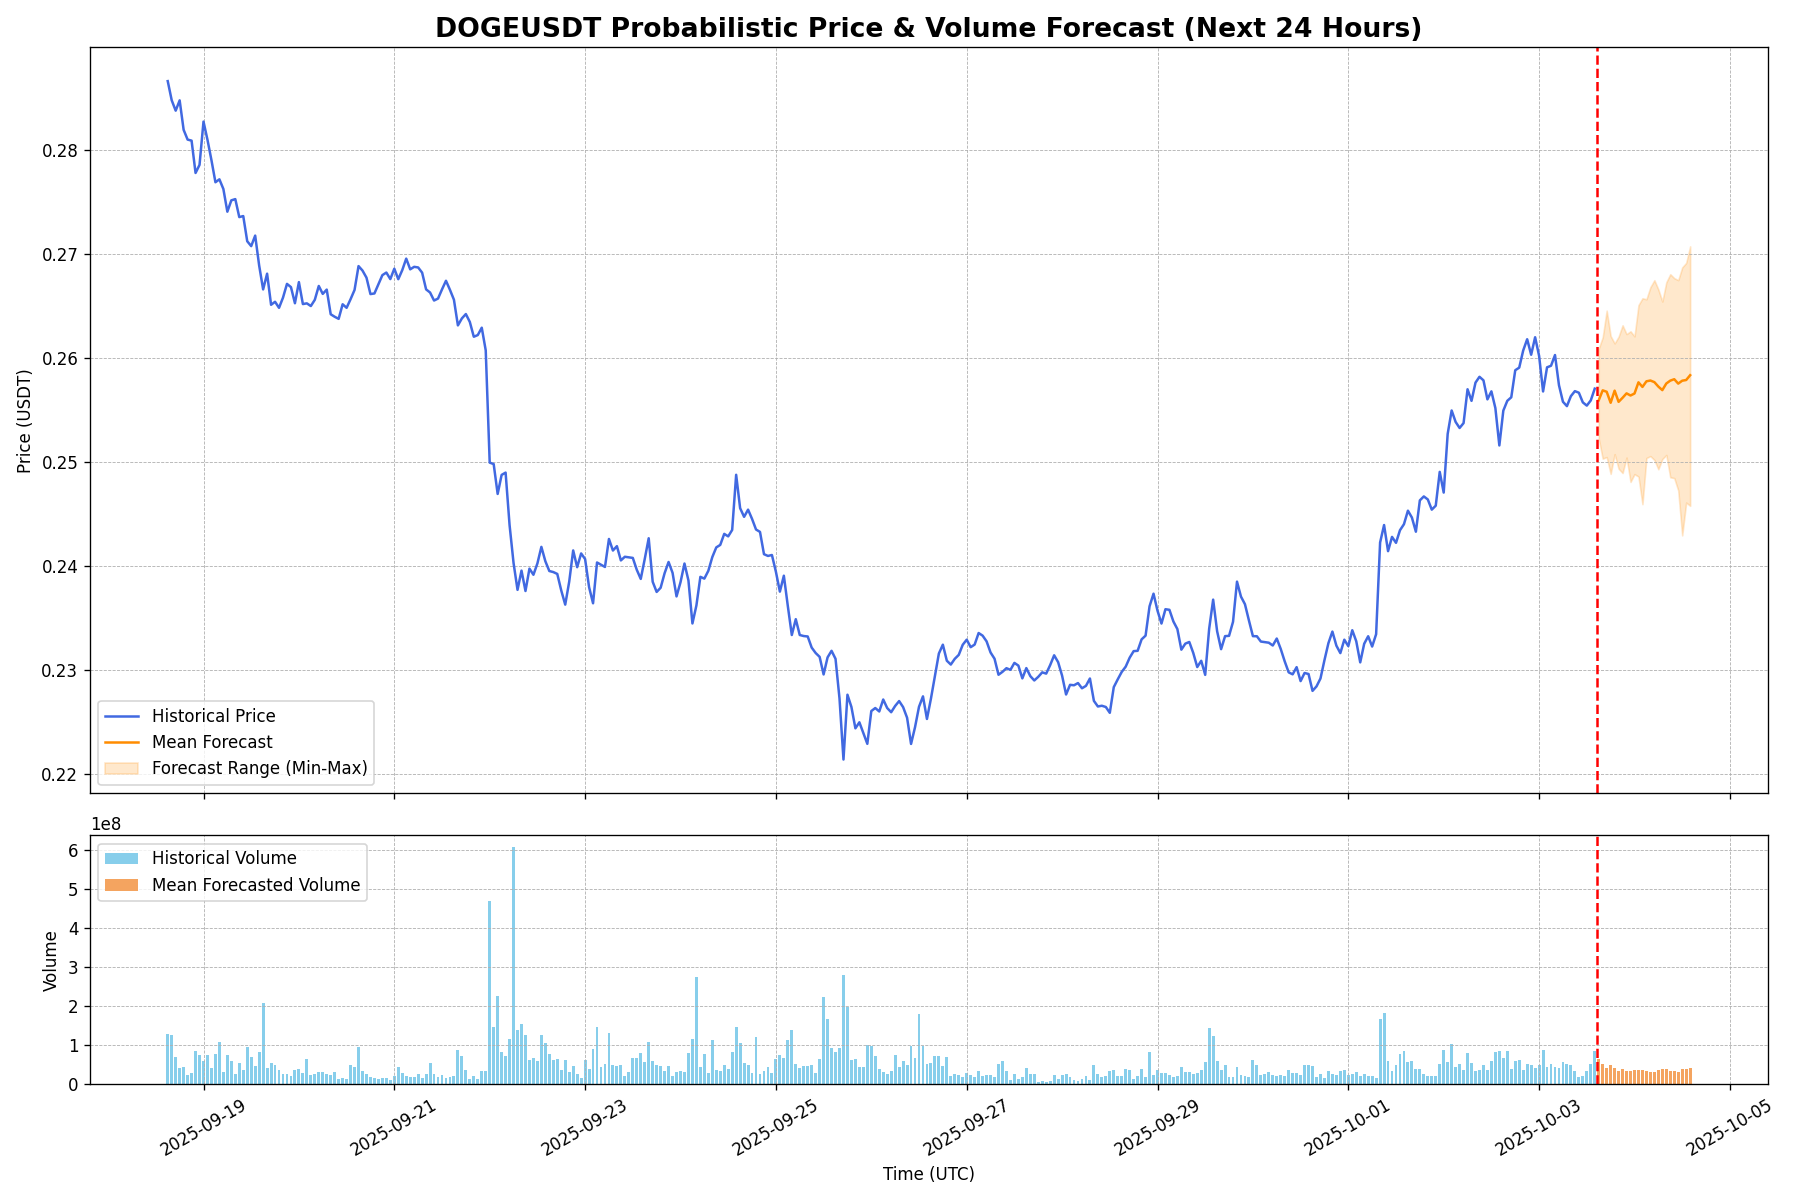 DOGEUSDT Probabilistic Price & Volume Forecast (Next 24 Hours)
Price (USDT)
0.28
0.27
0.26
0.25
0.24
0.23
0.22
Historical Price
Mean Forecast
Forecast Range (Min-Max)
1e8
Volume
6
5
4
3
2
1
0
Historical Volume
Mean Forecasted Volume
2025-09-19
2025-09-21
2025-09-23
2025-09-25
2025-09-27
2025-09-29
2025-10-01
2025-10-03
2025-10-05
Time (UTC)